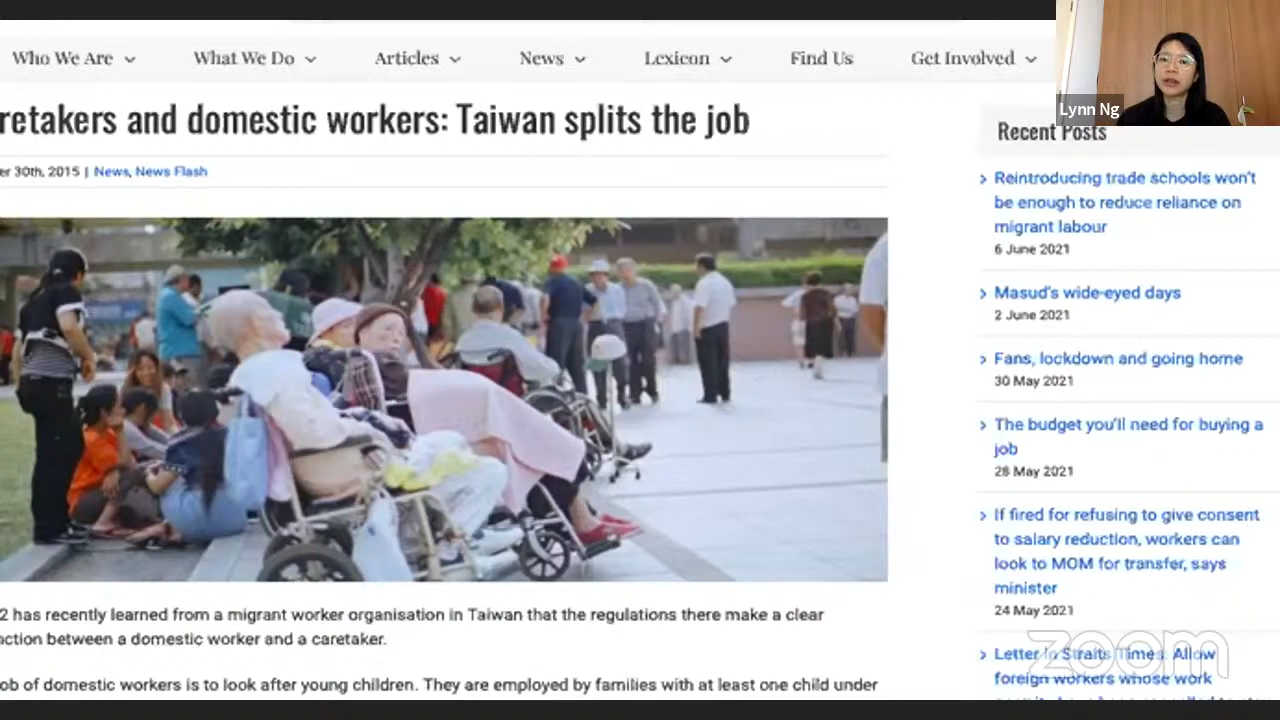 Who We Are
What We Do
Articles
News
Lexicon
Find Us
Get Involved
Lynn Ng
retakers and domestic workers: Taiwan splits the job
er 30th, 2015 | News, News Flash
2 has recently learned from a migrant worker organisation in Taiwan that the regulations there make a clear
nction between a domestic worker and a caretaker.
ob of domestic workers is to look after young children. They are employed by families with at least one child under
Recent Posts
Reintroducing trade schools won't
be enough to reduce reliance on
migrant labour
6 June 2021
Masud's wide-eyed days
2 June 2021
Fans, lockdown and going home
30 May 2021
The budget you'll need for buying a
job
28 May 2021
If fired for refusing to give consent
to salary reduction, workers can
look to MOM for transfer, says
minister
24 May 2021
Letter in Straits Times: Allow
foreign workers whose work
zoom